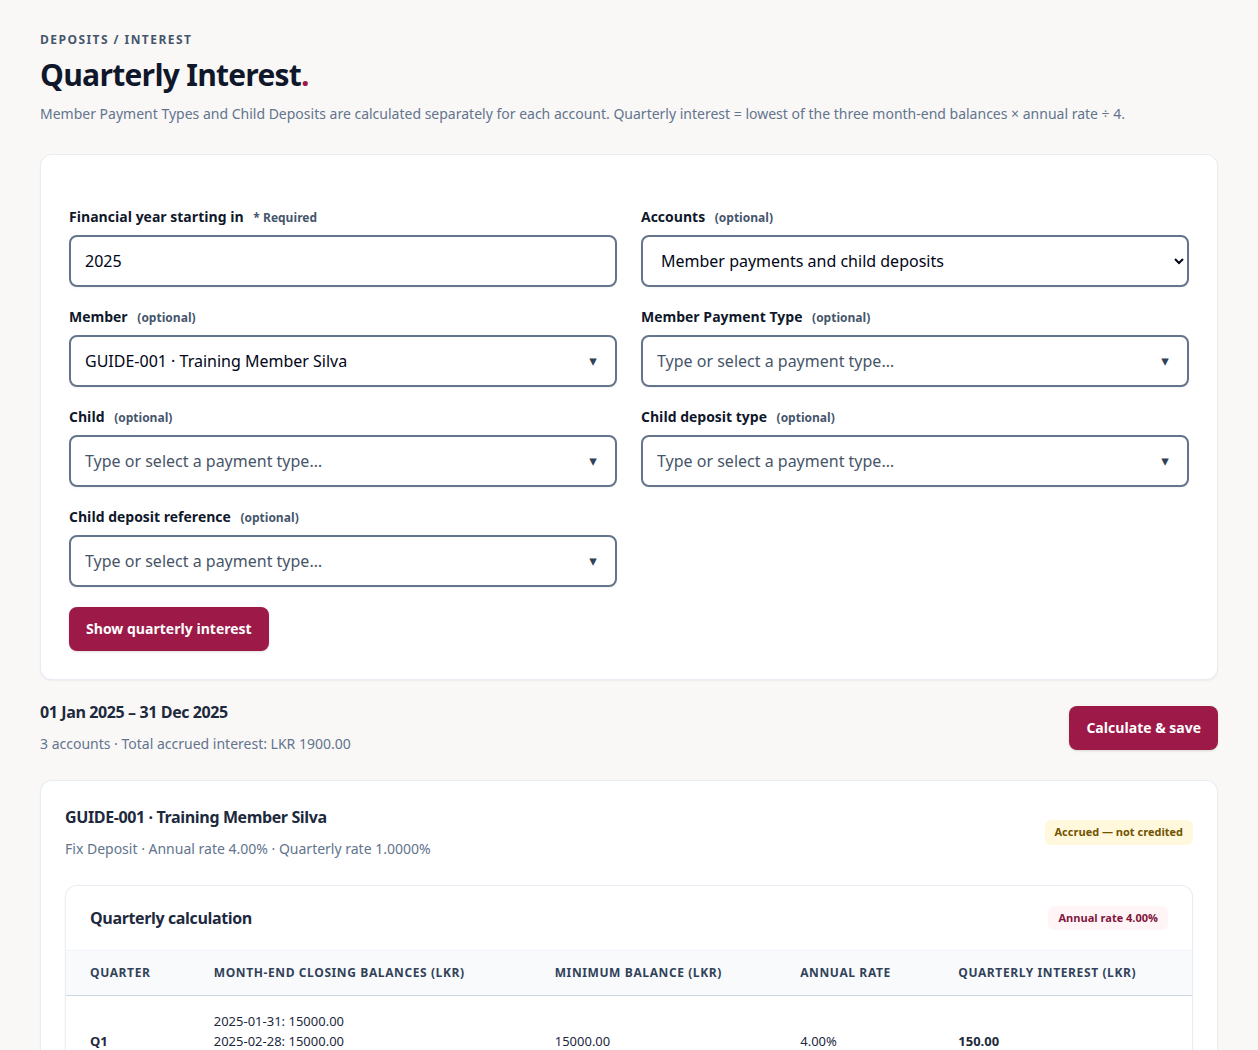 DEPOSITS / INTEREST
Quarterly Interest.
Member Payment Types and Child Deposits are calculated separately for each account. Quarterly interest = lowest of the three month-end balances × annual rate ÷ 4.
Financial year starting in * Required
Accounts (optional)
2025
Member payments and child deposits
Member (optional)
Member Payment Type (optional)
GUIDE-001 · Training Member Silva
Type or select a payment type...
Child (optional)
Child deposit type (optional)
Type or select a payment type...
Type or select a payment type...
Child deposit reference (optional)
Type or select a payment type...
Show quarterly interest
01 Jan 2025 – 31 Dec 2025
3 accounts · Total accrued interest: LKR 1900.00
Calculate & save
GUIDE-001 · Training Member Silva
Fix Deposit · Annual rate 4.00% · Quarterly rate 1.0000%
Accrued — not credited
Quarterly calculation
Annual rate 4.00%
QUARTER MONTH-END CLOSING BALANCES (LKR) MINIMUM BALANCE (LKR) ANNUAL RATE QUARTERLY INTEREST (LKR)
2025-01-31: 15000.00
Q1 2025-02-28: 15000.00 15000.00 4.00% 150.00